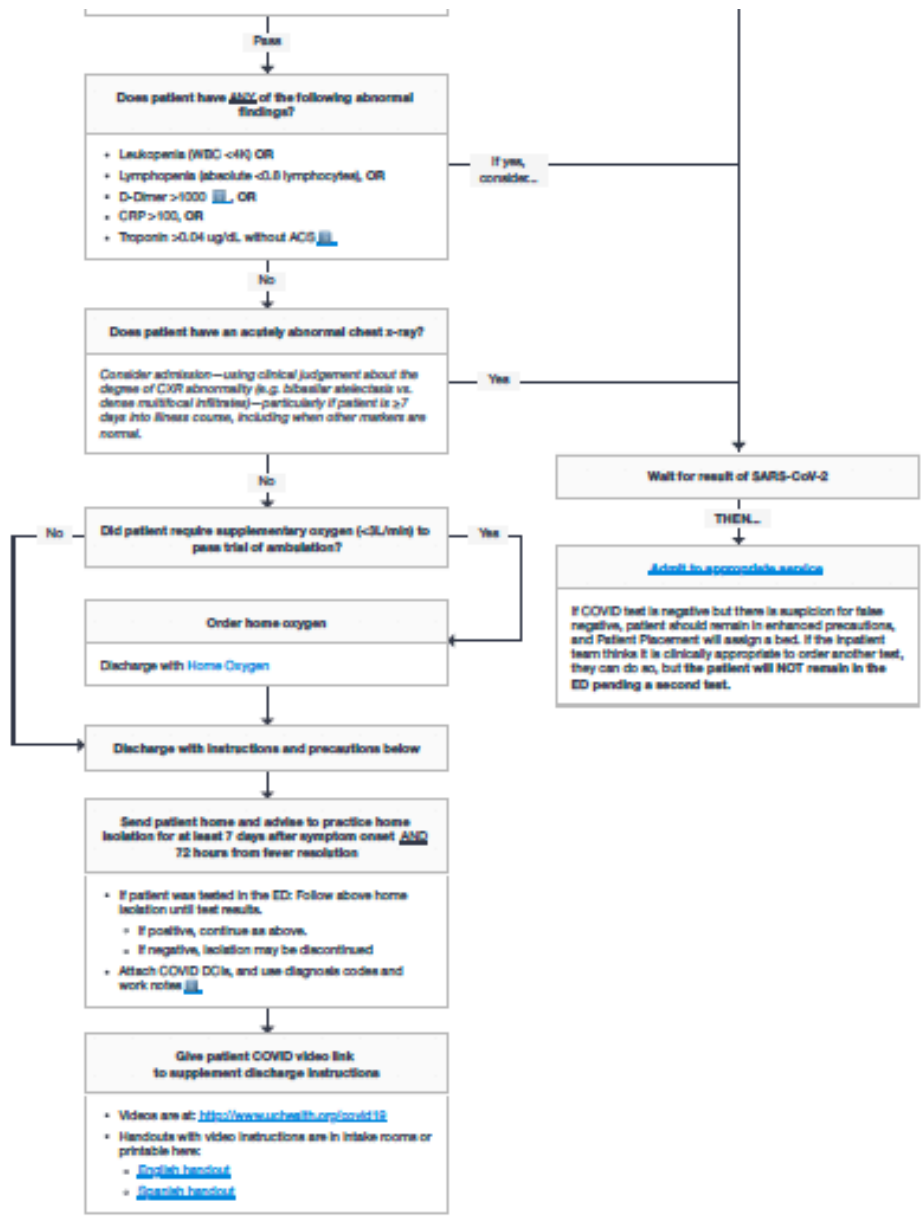 Pass
Does patient have ANY of the following abnormal
findings?
• Leukopenia (WBC <4K) OR
• Lymphopenia (absolute <0.8 lymphocytes), OR
• D-Dimer >1000 , OR
• CRP >100, OR
• Troponin >0.04 ug/dL without ACS
If yes,
consider...
No
Does patient have an acutely abnormal chest x-ray?
Consider admission—using clinical judgement about the
degree of CXR abnormality (e.g. bibasilar atelectasis vs.
dense multifocal infiltrates)—particularly if patient is ≥7
days into illness course, including when other markers are
normal.
Yes
No
Wait for result of SARS-CoV-2
THEN...
Admit to appropriate service
If COVID test is negative but there is suspicion for false
negative, patient should remain in enhanced precautions,
and Patient Placement will assign a bed. If the inpatient
team thinks it is clinically appropriate to order another test,
they can do so, but the patient will NOT remain in the
ED pending a second test.
No
Did patient require supplementary oxygen (<3L/min) to
pass trial of ambulation?
Yes
Order home oxygen
Discharge with Home Oxygen
Discharge with instructions and precautions below
Send patient home and advise to practice home
isolation for at least 7 days after symptom onset AND
72 hours from fever resolution
• If patient was tested in the ED: Follow above home
isolation until test results.
If positive, continue as above.
If negative, isolation may be discontinued
• Attach COVID DCIs, and use diagnosis codes and
work notes
Give patient COVID video link
to supplement discharge instructions
• Videos are at: http://www.uchealth.org/covid19
• Handouts with video instructions are in intake rooms or
printable here:
English handout
Spanish handout